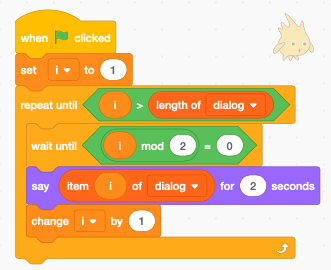 when clicked
set i to 1
repeat until i > length of dialog
wait until i mod 2 = 0
say item i of dialog for 2 seconds
change i by 1